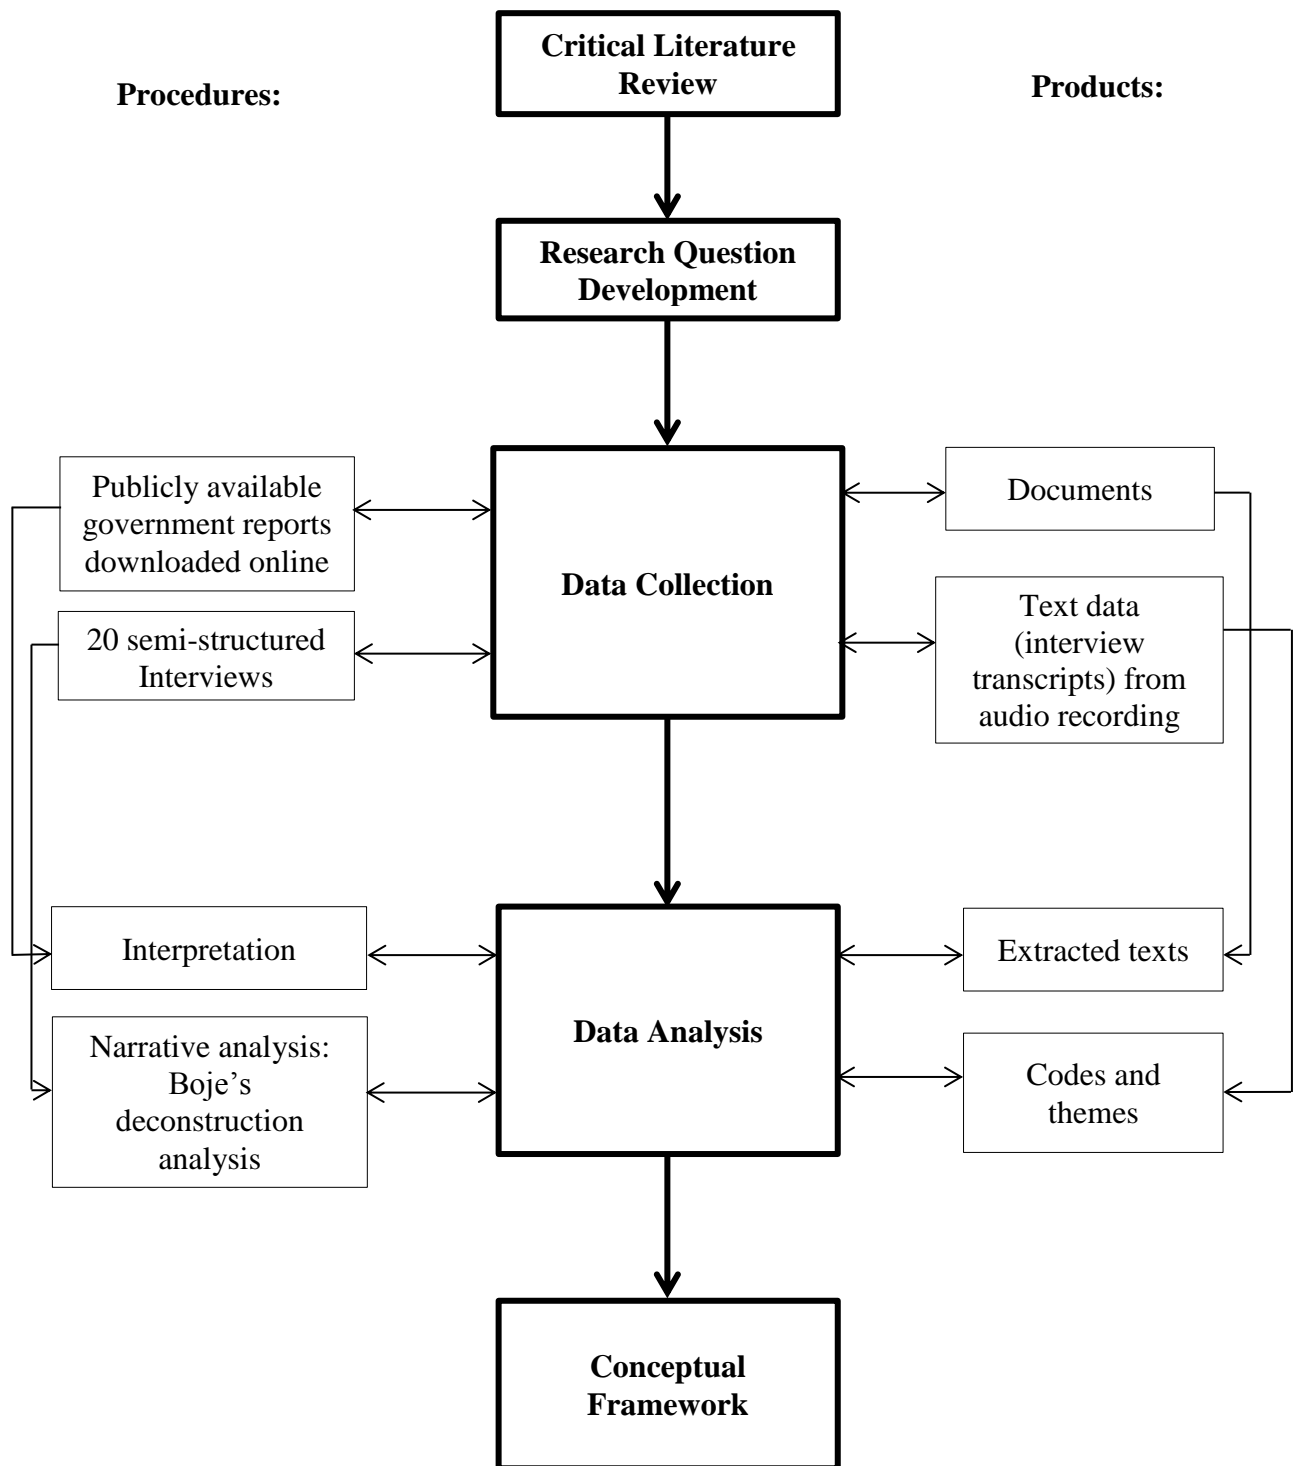 Critical Literature
Review
Procedures:
Products:
Research Question
Development
Publicly available
government reports
downloaded online
20 semi-structured
Interviews
Data Collection
Documents
Text data
(interview
transcripts) from
audio recording
Interpretation
Narrative analysis:
Boje’s
deconstruction
analysis
Data Analysis
Extracted texts
Codes and
themes
Conceptual
Framework